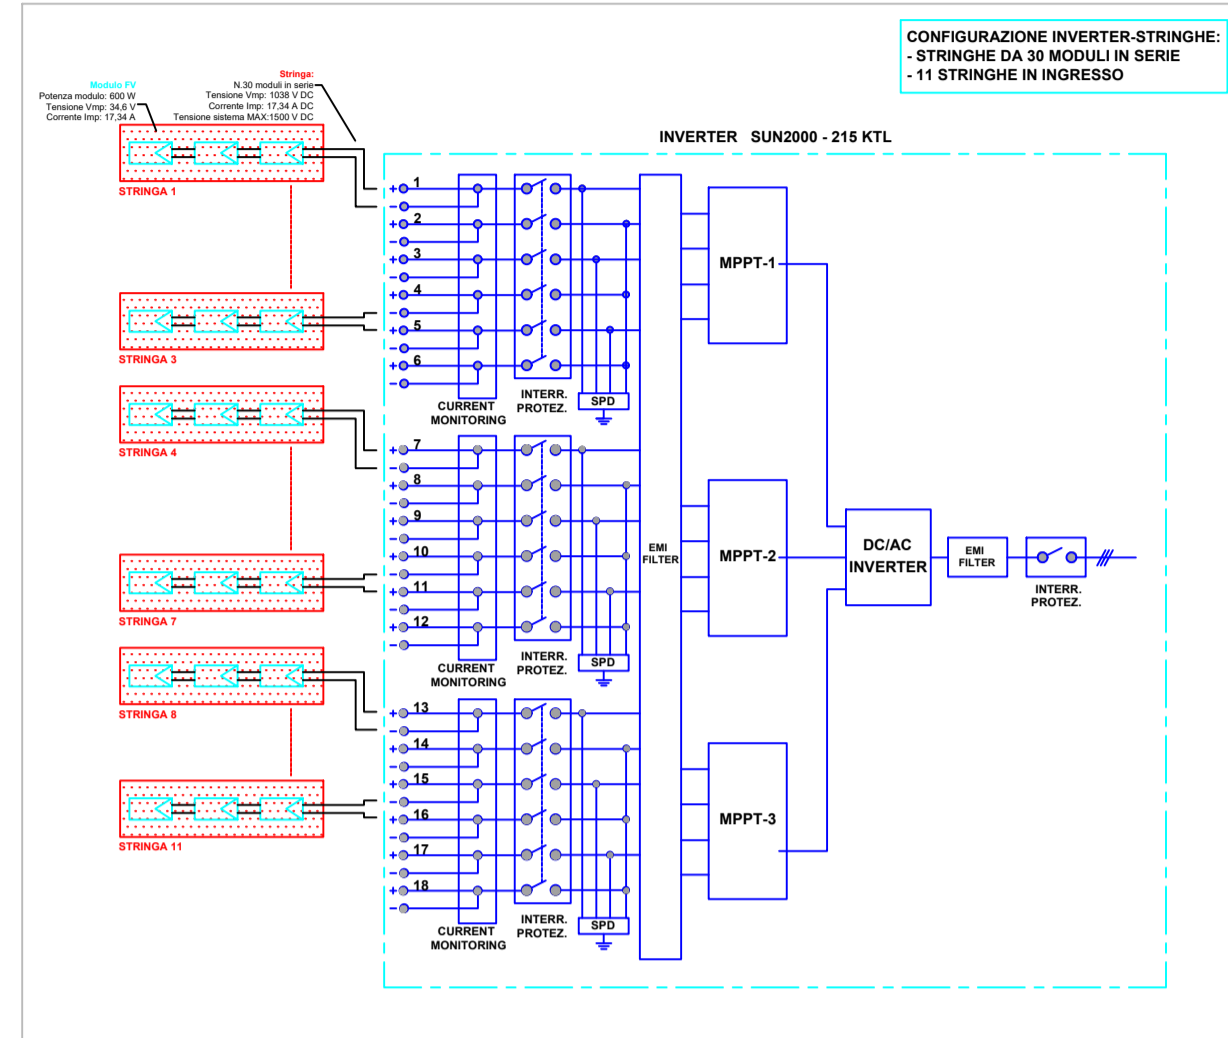 CONFIGURAZIONE INVERTER-STRINGHE:
- STRINGHE DA 30 MODULI IN SERIE
- 11 STRINGHE IN INGRESSO
Modulo FV
Potenza modulo: 600 W
Tensione Vmp: 34,6 V
Corrente Imp: 17,34 A
Stringa:
N.30 moduli in serie
Tensione Vmp: 1038 V DC
Corrente Imp: 17,34 A DC
Tensione sistema MAX:1500 V DC
INVERTER SUN2000 - 215 KTL
STRINGA 1
STRINGA 3
STRINGA 4
STRINGA 7
STRINGA 8
STRINGA 11
+ 1
-
+ 2
-
+ 3
-
+ 4
-
+ 5
-
+ 6
-
CURRENT
MONITORING
INTERR.
PROTEZ.
SPD
+ 7
-
+ 8
-
+ 9
-
+ 10
-
+ 11
-
+ 12
-
CURRENT
MONITORING
INTERR.
PROTEZ.
SPD
+ 13
-
+ 14
-
+ 15
-
+ 16
-
+ 17
-
+ 18
-
CURRENT
MONITORING
INTERR.
PROTEZ.
SPD
EMI
FILTER
MPPT-1
MPPT-2
MPPT-3
DC/AC
INVERTER
EMI
FILTER
INTERR.
PROTEZ.